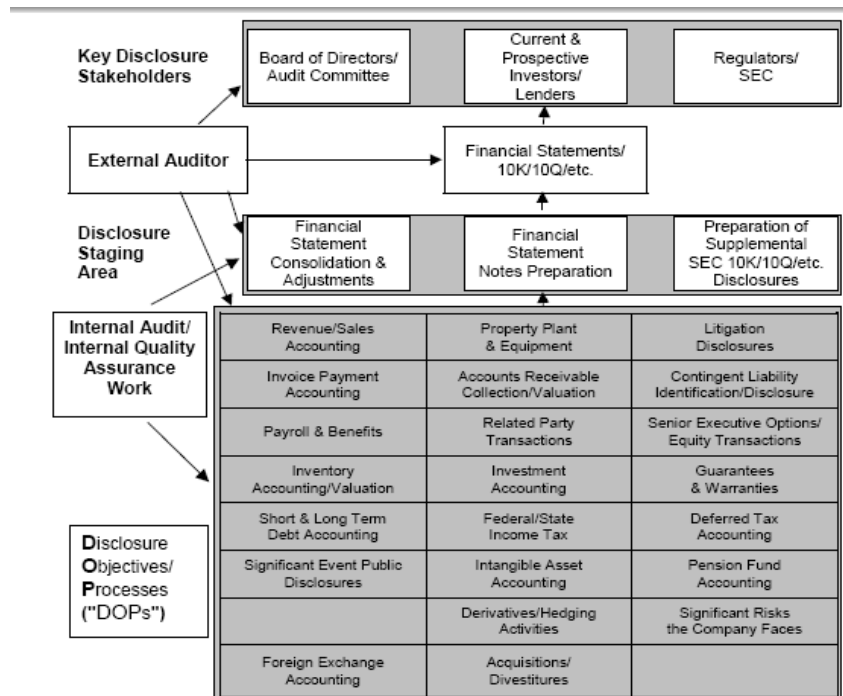 Key Disclosure
Stakeholders
Board of Directors/
Audit Committee
Current &
Prospective
Investors/
Lenders
Regulators/
SEC
External Auditor
Financial Statements/
10K/10Q/etc.
Disclosure
Staging
Area
Financial
Statement
Consolidation &
Adjustments
Financial
Statement
Notes Preparation
Preparation of
Supplemental
SEC 10K/10Q/etc.
Disclosures
Internal Audit/
Internal Quality
Assurance
Work
Revenue/Sales
Accounting
Property Plant
& Equipment
Litigation
Disclosures
Invoice Payment
Accounting
Accounts Receivable
Collection/Valuation
Contingent Liability
Identification/Disclosure
Payroll & Benefits
Related Party
Transactions
Senior Executive Options/
Equity Transactions
Inventory
Accounting/Valuation
Investment
Accounting
Guarantees
& Warranties
Disclosure
Objectives/
Processes
("DOPs")
Short & Long Term
Debt Accounting
Federal/State
Income Tax
Deferred Tax
Accounting
Significant Event Public
Disclosures
Intangible Asset
Accounting
Pension Fund
Accounting
Derivatives/Hedging
Activities
Significant Risks
the Company Faces
Foreign Exchange
Accounting
Acquisitions/
Divestitures